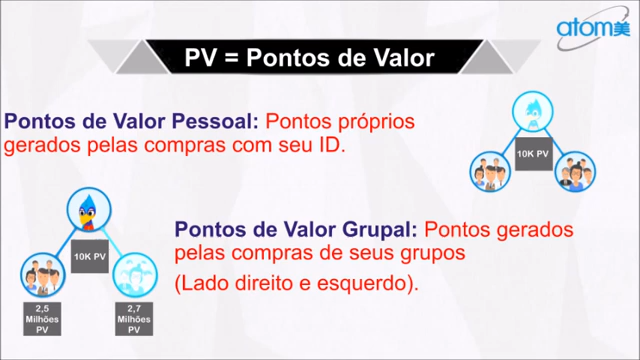 atom美
PV = Pontos de Valor
Pontos de Valor Pessoal: Pontos próprios
gerados pelas compras com seu ID.
10K PV
Pontos de Valor Grupal: Pontos gerados
pelas compras de seus grupos
(Lado direito e esquerdo).
10K PV
2,5
Milhões
PV
2,7
Milhões
PV